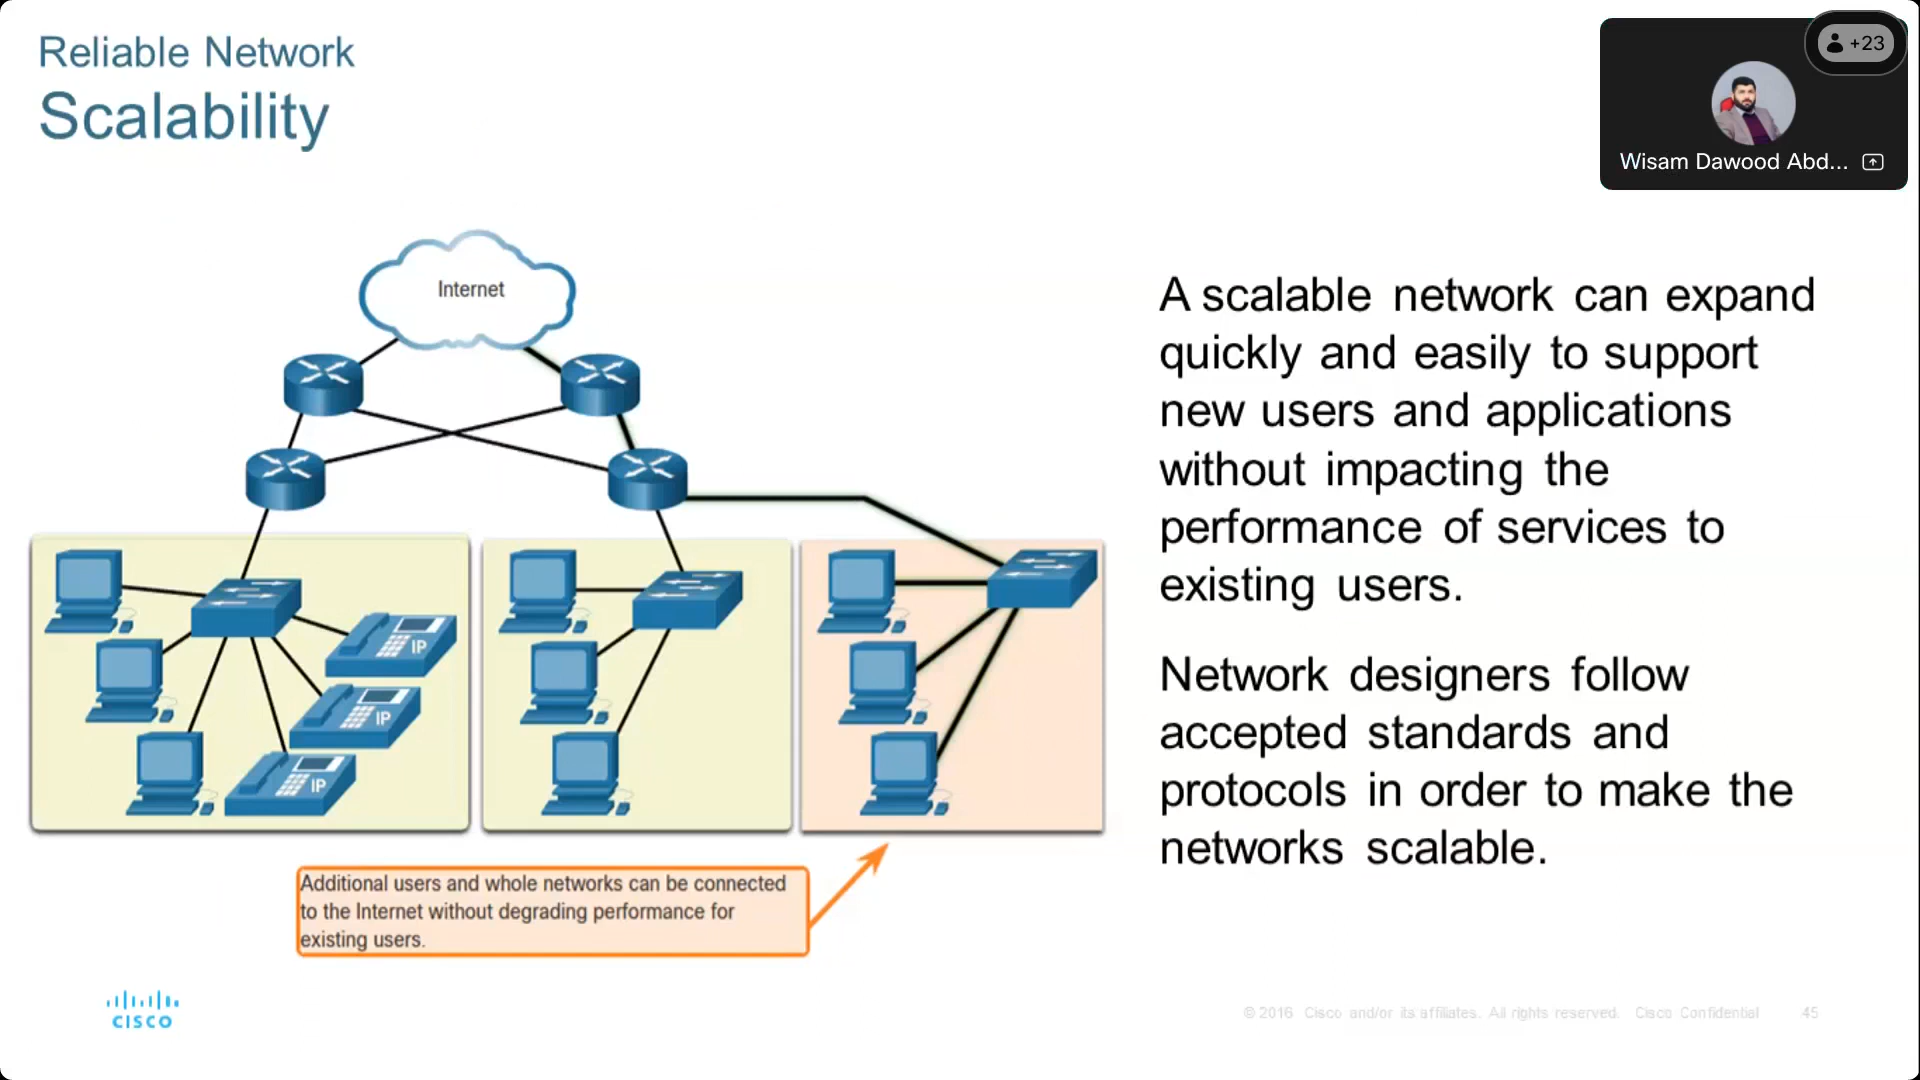 Reliable Network
Scalability
+23
Wisam Dawood Abd...
Internet
IP
IP
IP
Additional users and whole networks can be connected
to the Internet without degrading performance for
existing users.
A scalable network can expand
quickly and easily to support
new users and applications
without impacting the
performance of services to
existing users.
Network designers follow
accepted standards and
protocols in order to make the
networks scalable.
CISCO
© 2016 Cisco and/or its affiliates. All rights reserved. Cisco Confidential 45